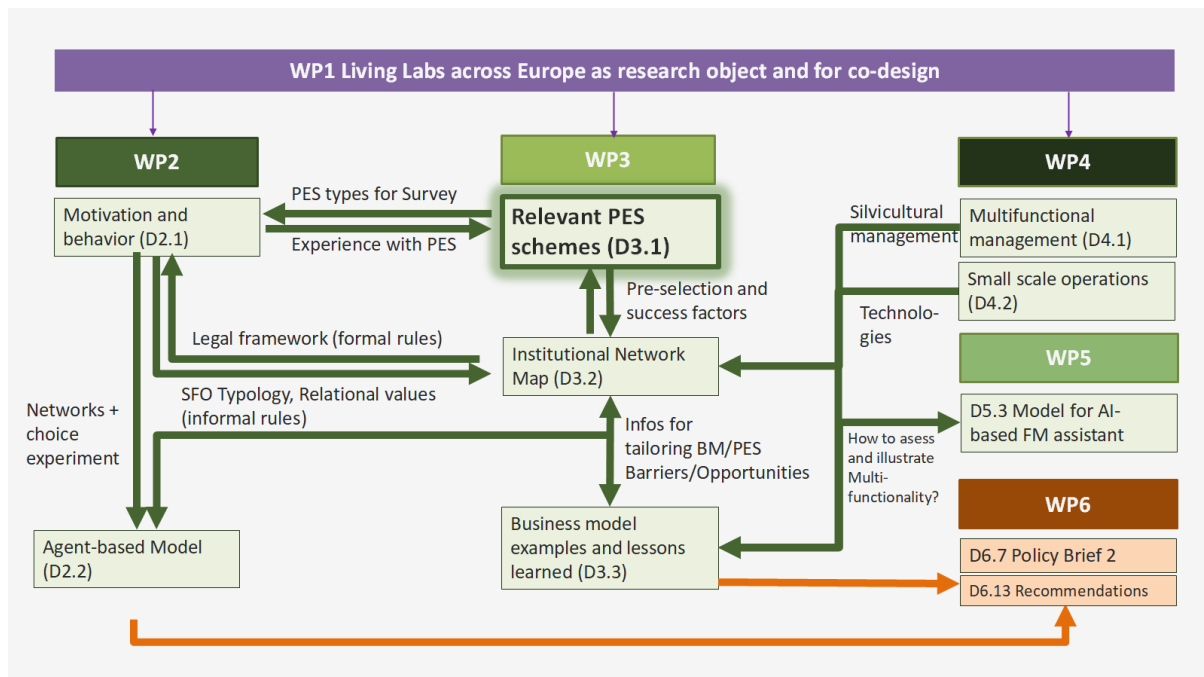 WP1 Living Labs across Europe as research object and for co-design
WP2
WP3
WP4
Motivation and
behavior (D2.1)
PES types for Survey
Experience with PES
Relevant PES
schemes (D3.1)
Silvicultural
management
Multifunctional
management (D4.1)
Small scale operations
(D4.2)
Pre-selection and
success factors
Technolo-
gies
Legal framework (formal rules)
Institutional Network
Map (D3.2)
WP5
SFO Typology, Relational values
(informal rules)
Networks +
choice
experiment
Infos for
tailoring BM/PES
Barriers/Opportunities
How to asess
and illustrate
Multi-
functionality?
D5.3 Model for AI-
based FM assistant
WP6
Agent-based Model
(D2.2)
Business model
examples and lessons
learned (D3.3)
D6.7 Policy Brief 2
D6.13 Recommendations